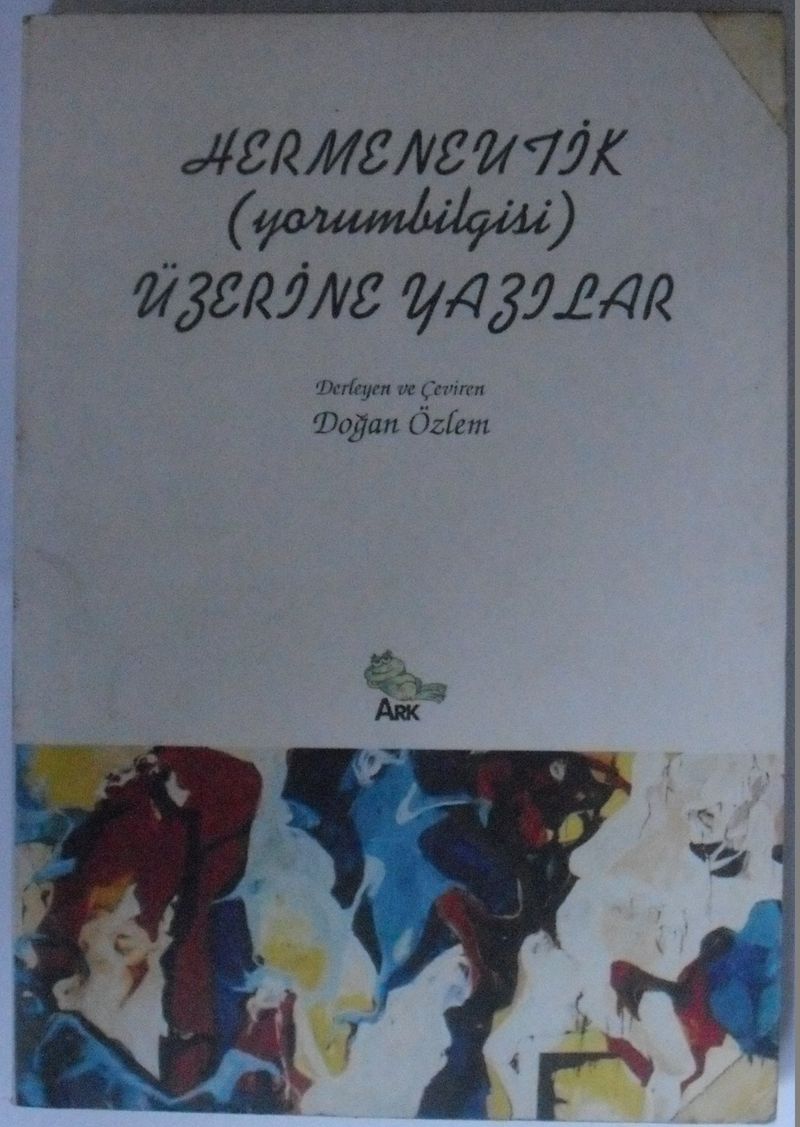 HERMENEUTİK
(yorumbilgisi)
ÜZERİNE YAZILAR
Derleyen ve Çeviren
Doğan Özlem
ARK